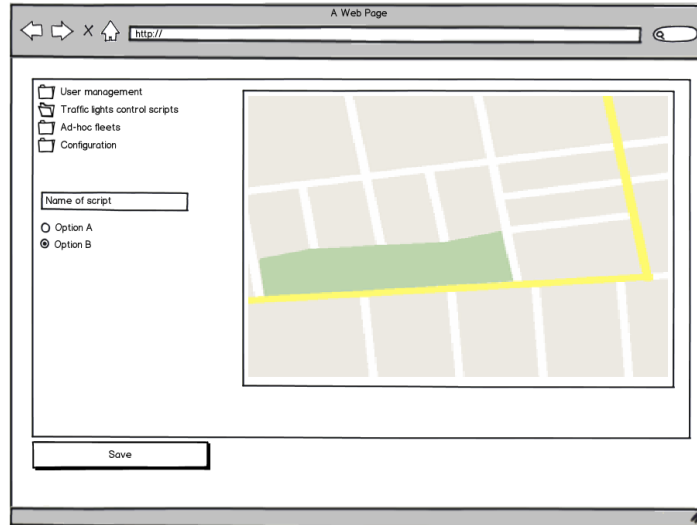 A Web Page
http://
User management
Traffic lights control scripts
Ad-hoc fleets
Configuration
Name of script
Option A
Option B
Save